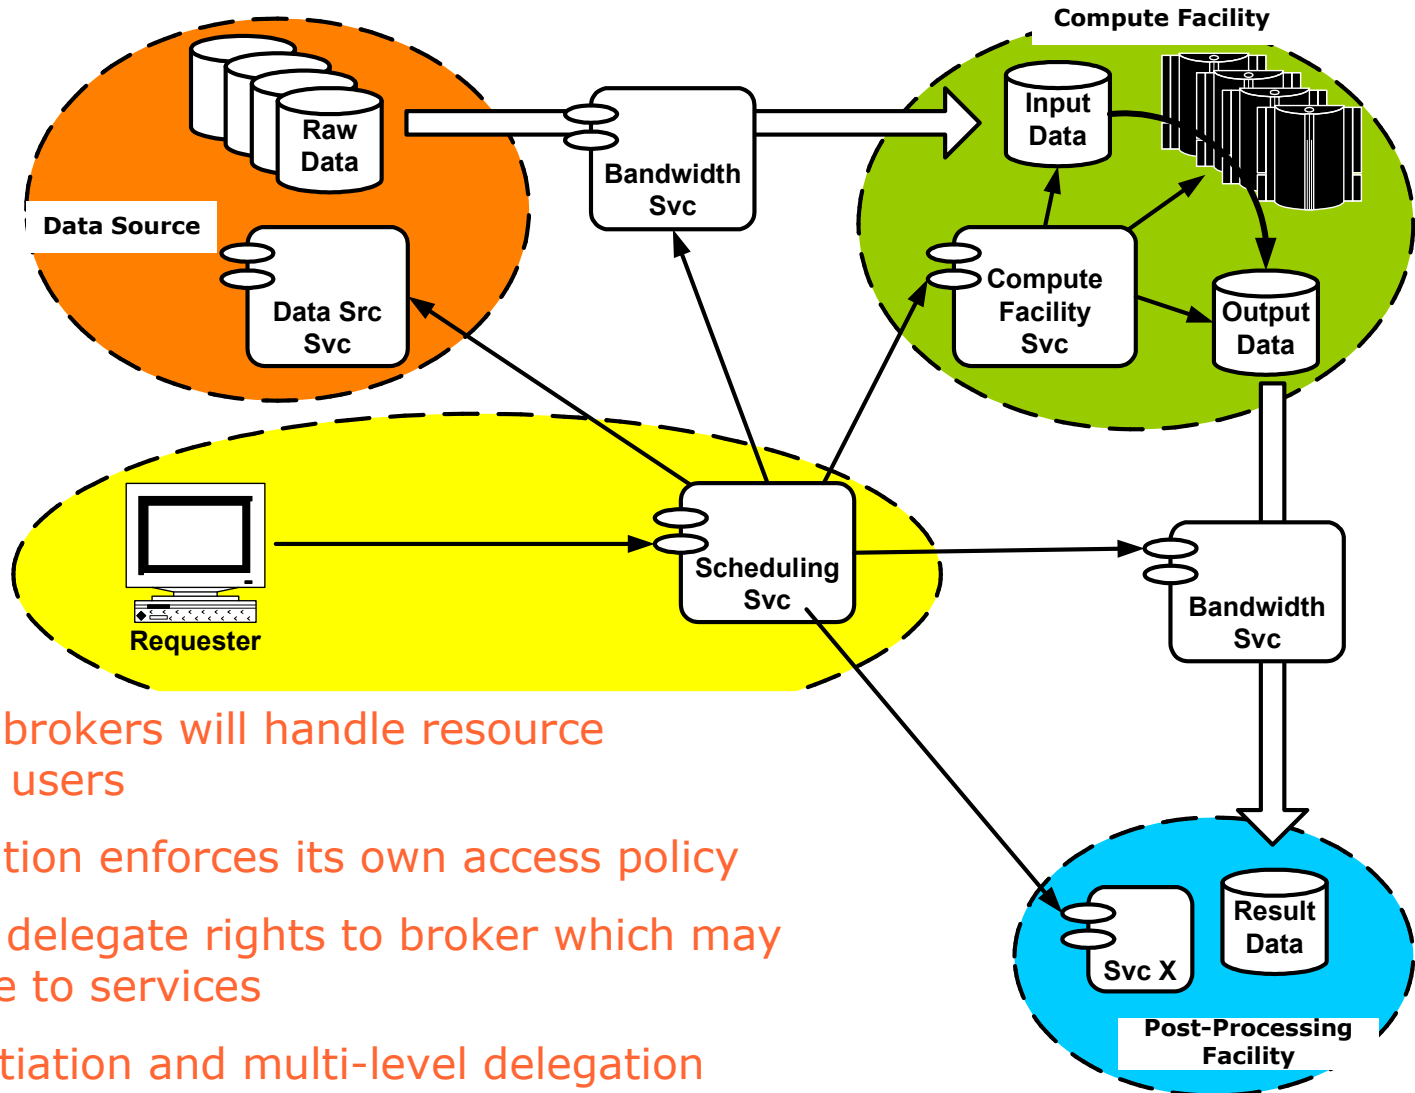 Compute Facility
Raw
Data
Bandwidth
Svc
Input
Data
Data Source
Data Src
Svc
Compute
Facility
Svc
Output
Data
Requester
Scheduling
Svc
Bandwidth
Svc
brokers will handle resource
users
tion enforces its own access policy
delegate rights to broker which may
e to services
tiation and multi-level delegation
Svc X
Result
Data
Post-Processing
Facility